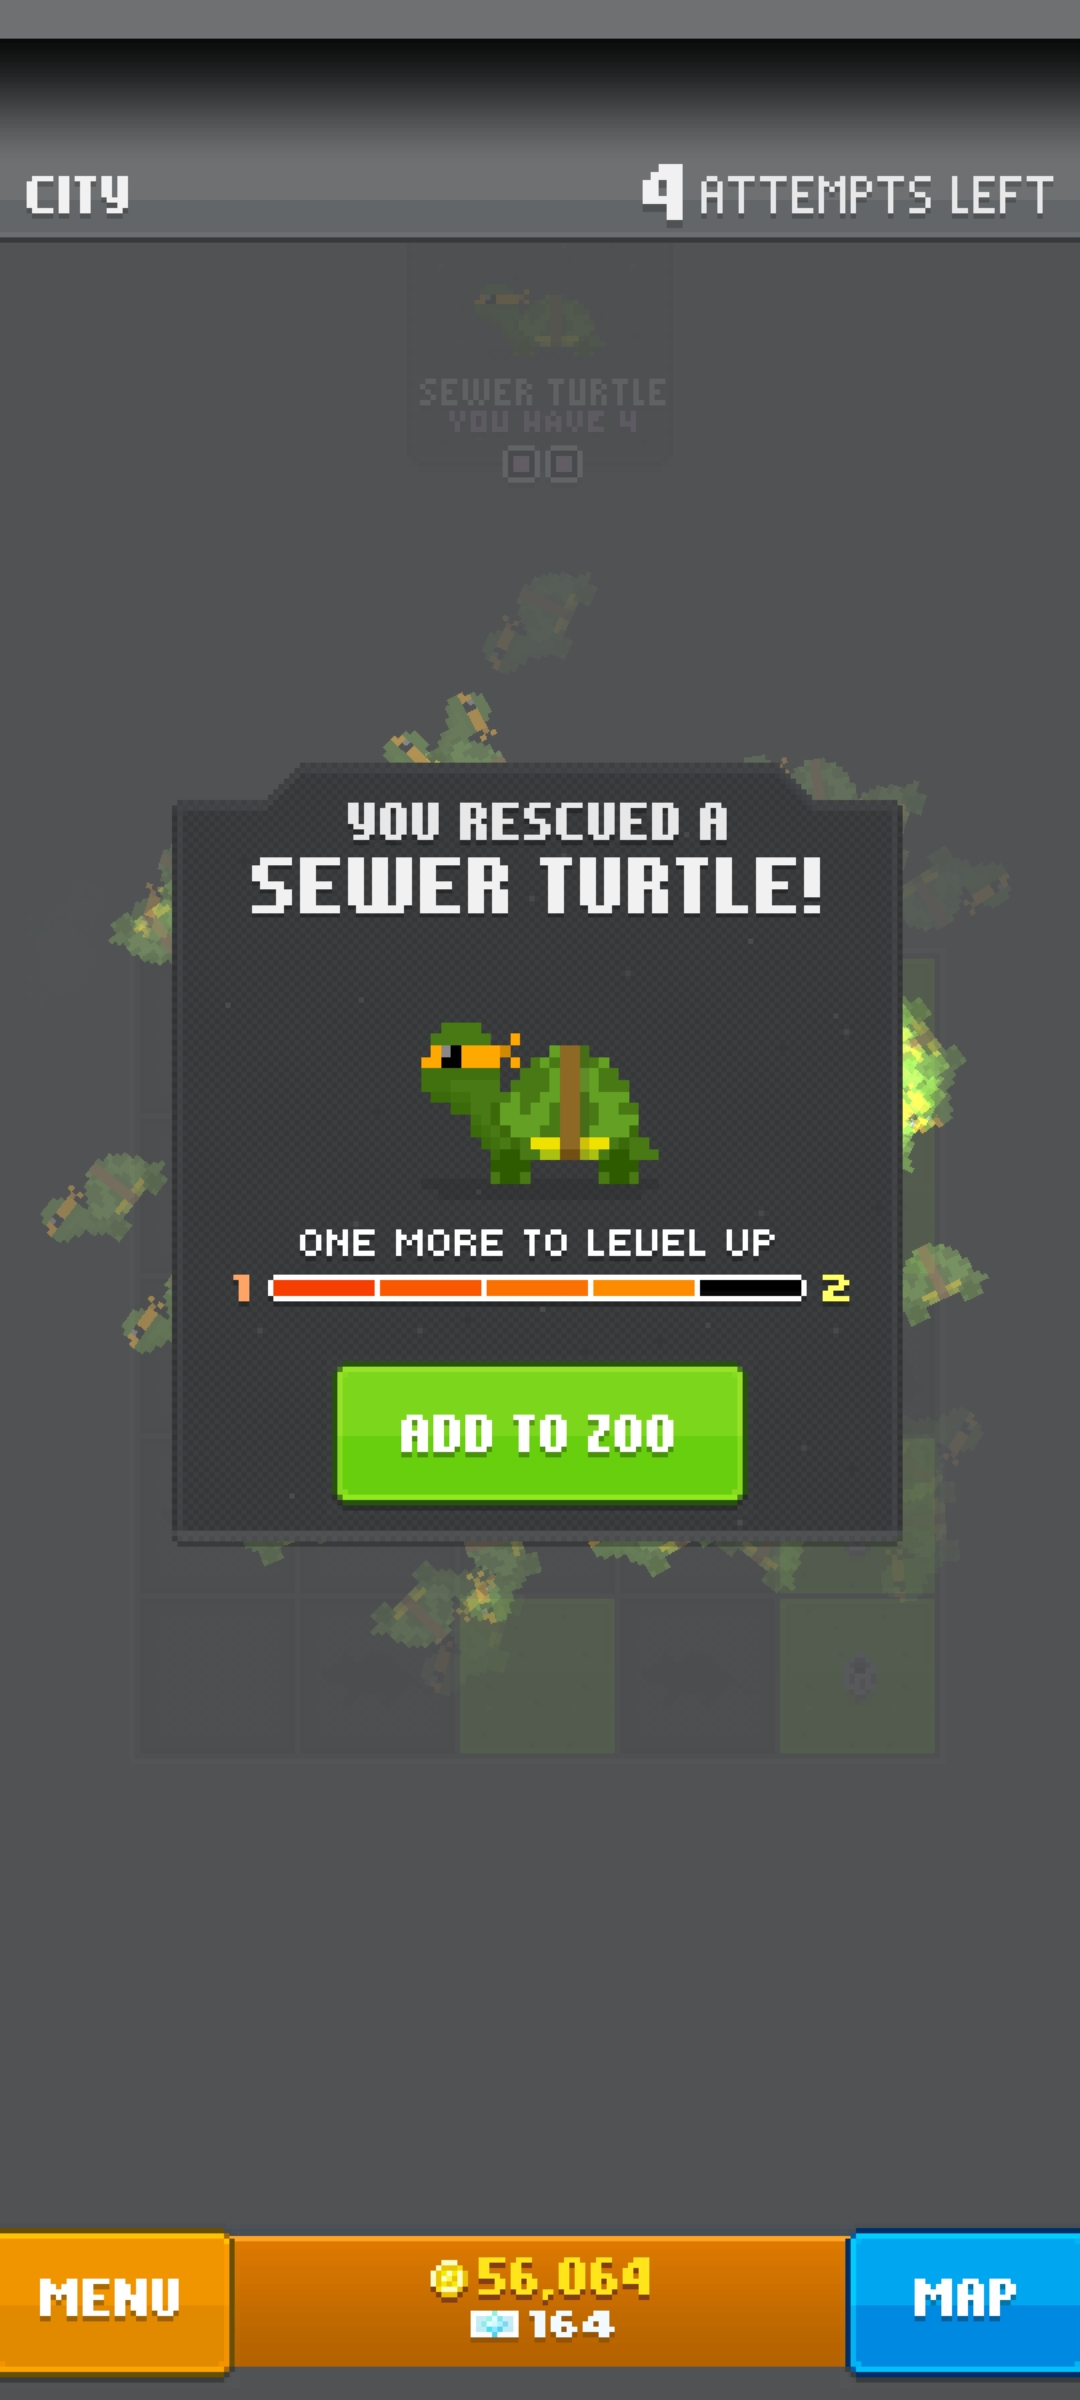 CITY
4 ATTEMPTS LEFT
SEWER TURTLE
YOU HAVE 4
YOU RESCUED A
SEWER TURTLE!
ONE MORE TO LEVEL UP
1 2
ADD TO ZOO
MENU
56,064
164
MAP